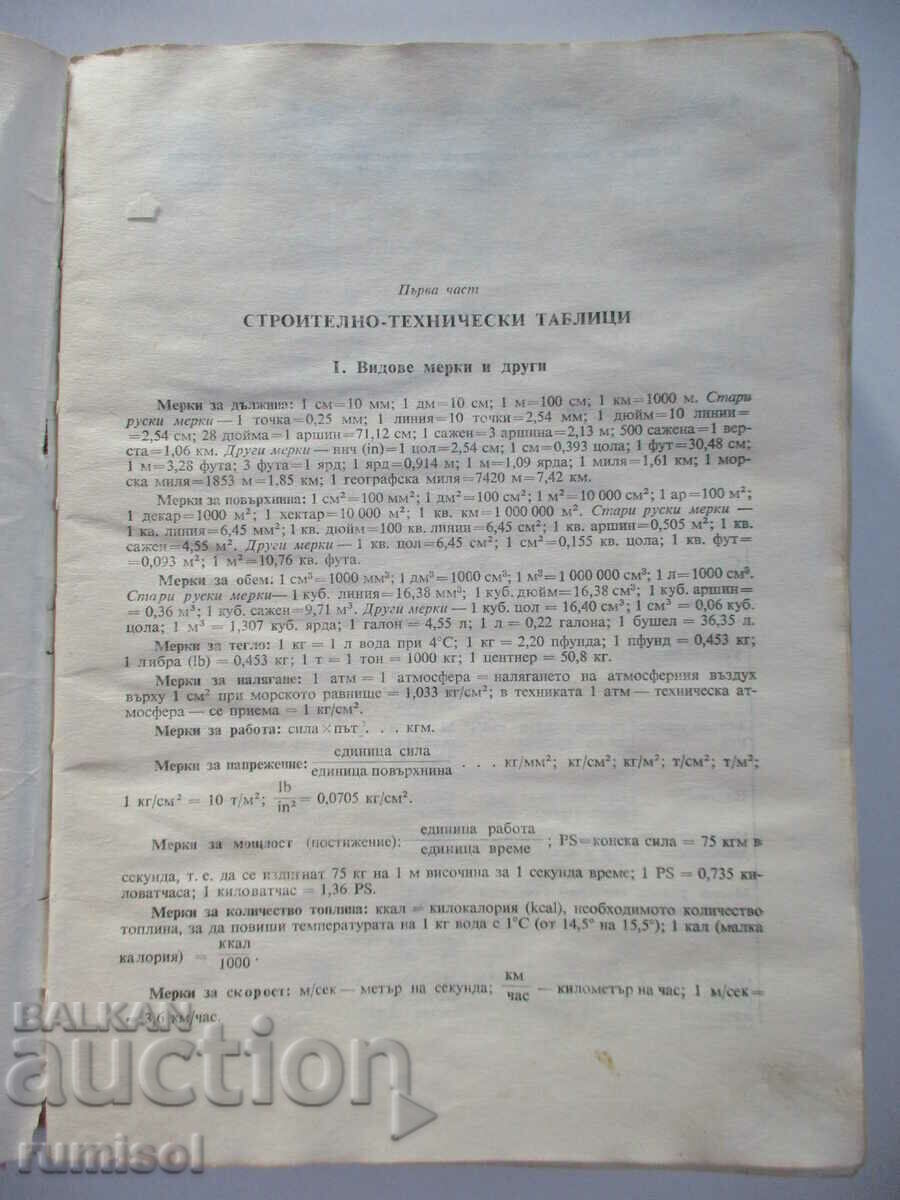 Първа част
СТРОИТЕЛНО-ТЕХНИЧЕСКИ ТАБЛИЦИ
I. Видове мерки и други
Мерки за дължина: 1 см=10 мм; 1 дм=10 см; 1 м=100 см; 1 км=1000 м. Стари
руски мерки — 1 точка=0,25 мм; 1 линия=10 точки=2,54 мм; 1 дюйм=10 линии=
=2,54 см; 28 дюйма=1 аршин=71,12 см; 1 сажен=3 аршина=2,13 м; 500 сажена=1 вер-
ста=1,06 км. Други мерки — инч (in)=1 цол=2,54 см; 1 см=0,393 цола; 1 фут=30,48 см;
1 м=3,28 фута; 3 фута=1 ярд; 1 ярд=0,914 м; 1 м=1,09 ярда; 1 миля=1,61 км; 1 мор-
ска миля=1853 м=1,85 км; 1 географска миля=7420 м=7,42 км.
Мерки за повърхнина: 1 см²=100 мм²; 1 дм²=100 см²; 1 м²=10 000 см²; 1 ар=100 м²;
1 декар=1000 м²; 1 хектар=10 000 м²; 1 кв. км=1 000 000 м². Стари руски мерки —
1 кв. линия=6,45 мм²; 1 кв. дюйм=100 кв. линии=6,45 см²; 1 кв. аршин=0,505 м²; 1 кв.
сажен=4,55 м². Други мерки — 1 кв. цол=6,45 см²; 1 см²=0,155 кв. цола; 1 кв. фут=
=0,093 м²; 1 м²=10,76 кв. фута.
Мерки за обем: 1 см³=1000 мм³; 1 дм³=1000 см³; 1 м³=1 000 000 см³; 1 л=1000 см³.
Стари руски мерки — 1 куб. линия=16,38 мм³; 1 куб. дюйм=16,38 см³; 1 куб. аршин=
= 0,36 м³; 1 куб. сажен=9,71 м³. Други мерки — 1 куб. цол = 16,40 см³; 1 см³ = 0,06 куб.
цола; 1 м³ = 1,307 куб. ярда; 1 галон = 4,55 л; 1 л = 0,22 галона; 1 бушел = 36,35 л.
Мерки за тегло: 1 кг = 1 л вода при 4°С; 1 кг = 2,20 пфунда; 1 пфунд = 0,453 кг;
1 либра (lb) = 0,453 кг; 1 т = 1 тон = 1000 кг; 1 центнер = 50,8 кг.
Мерки за налягане: 1 атм = 1 атмосфера = налягането на атмосферния въздух
върху 1 см² при морското равнище = 1,033 кг/см²; в техниката 1 атм — техническа ат-
мосфера — се приема = 1 кг/см².
Мерки за работа: сила × път . . . кгм.
Мерки за напрежение: единица сила / единица повърхнина . . . кг/мм²; кг/см²; кг/м²; т/см²; т/м²;
1 кг/см² = 10 т/м²; lb / in² = 0,0705 кг/см².
Мерки за мощност (постижение): единица работа / единица време ; PS=конска сила = 75 кгм в
секунда, т. е. да се издигнат 75 кг на 1 м височина за 1 секунда време; 1 PS = 0,735 ки-
ловатчаса; 1 киловатчас = 1,36 PS.
Мерки за количество топлина: ккал = килокалория (kcal), необходимото количество
топлина, за да повиши температурата на 1 кг вода с 1°С (от 14,5° на 15,5°); 1 кал (малка
калория) = ккал / 1000 .
Мерки за скорост: м/сек — метър на секунда; км / час — километър на час; 1 м/сек =
3,6 км/час.
BALKAN
auction
rumisol